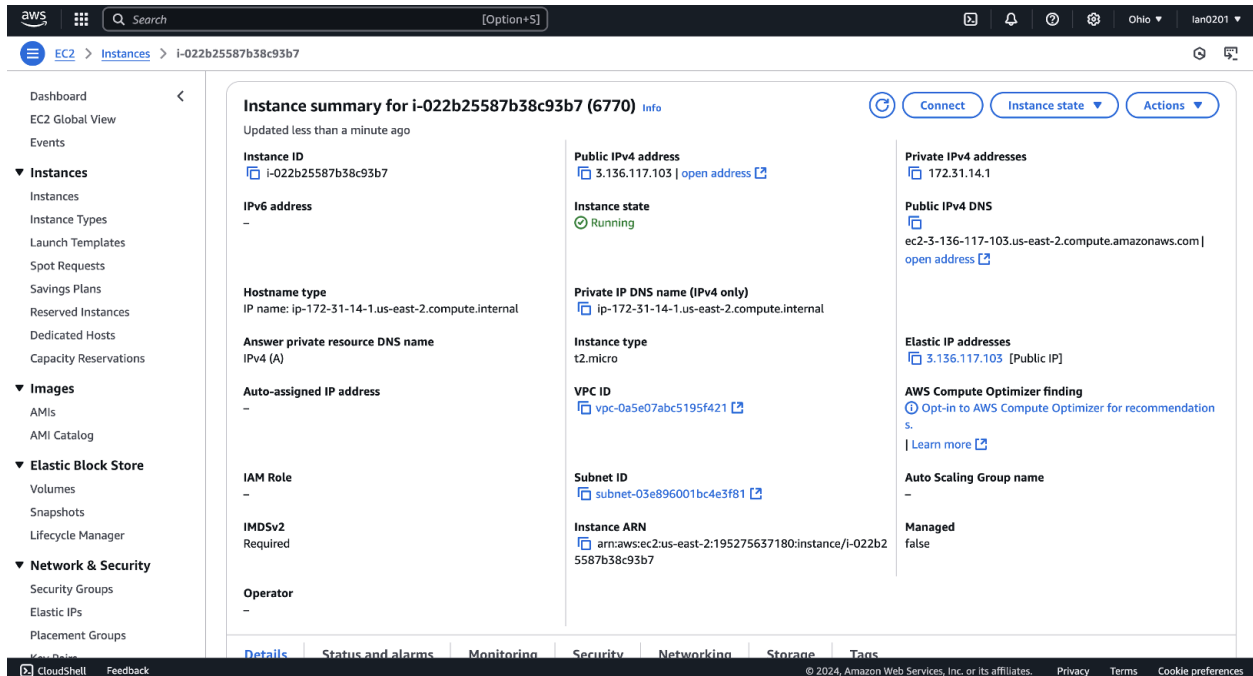 aws
Search [Option+S]
Ohio ▼
lan0201 ▼
EC2 > Instances > i-022b25587b38c93b7
Dashboard
EC2 Global View
Events
▼ Instances
Instances
Instance Types
Launch Templates
Spot Requests
Savings Plans
Reserved Instances
Dedicated Hosts
Capacity Reservations
▼ Images
AMIs
AMI Catalog
▼ Elastic Block Store
Volumes
Snapshots
Lifecycle Manager
▼ Network & Security
Security Groups
Elastic IPs
Placement Groups
Key Pairs
Instance summary for i-022b25587b38c93b7 (6770) Info
Connect
Instance state ▼
Actions ▼
Updated less than a minute ago
Instance ID
i-022b25587b38c93b7
Public IPv4 address
3.136.117.103 | open address
Private IPv4 addresses
172.31.14.1
IPv6 address
–
Instance state
Running
Public IPv4 DNS
ec2-3-136-117-103.us-east-2.compute.amazonaws.com |
open address
Hostname type
IP name: ip-172-31-14-1.us-east-2.compute.internal
Private IP DNS name (IPv4 only)
ip-172-31-14-1.us-east-2.compute.internal
Answer private resource DNS name
IPv4 (A)
Instance type
t2.micro
Elastic IP addresses
3.136.117.103 [Public IP]
Auto-assigned IP address
–
VPC ID
vpc-0a5e07abc5195f421
AWS Compute Optimizer finding
Opt-in to AWS Compute Optimizer for recommendation
s.
| Learn more
IAM Role
–
Subnet ID
subnet-03e896001bc4e3f81
Auto Scaling Group name
–
IMDSv2
Required
Instance ARN
arn:aws:ec2:us-east-2:195275637180:instance/i-022b2
5587b38c93b7
Managed
false
Operator
–
Details
Status and alarms
Monitoring
Security
Networking
Storage
Tags
CloudShell
Feedback
© 2024, Amazon Web Services, Inc. or its affiliates.
Privacy
Terms
Cookie preferences